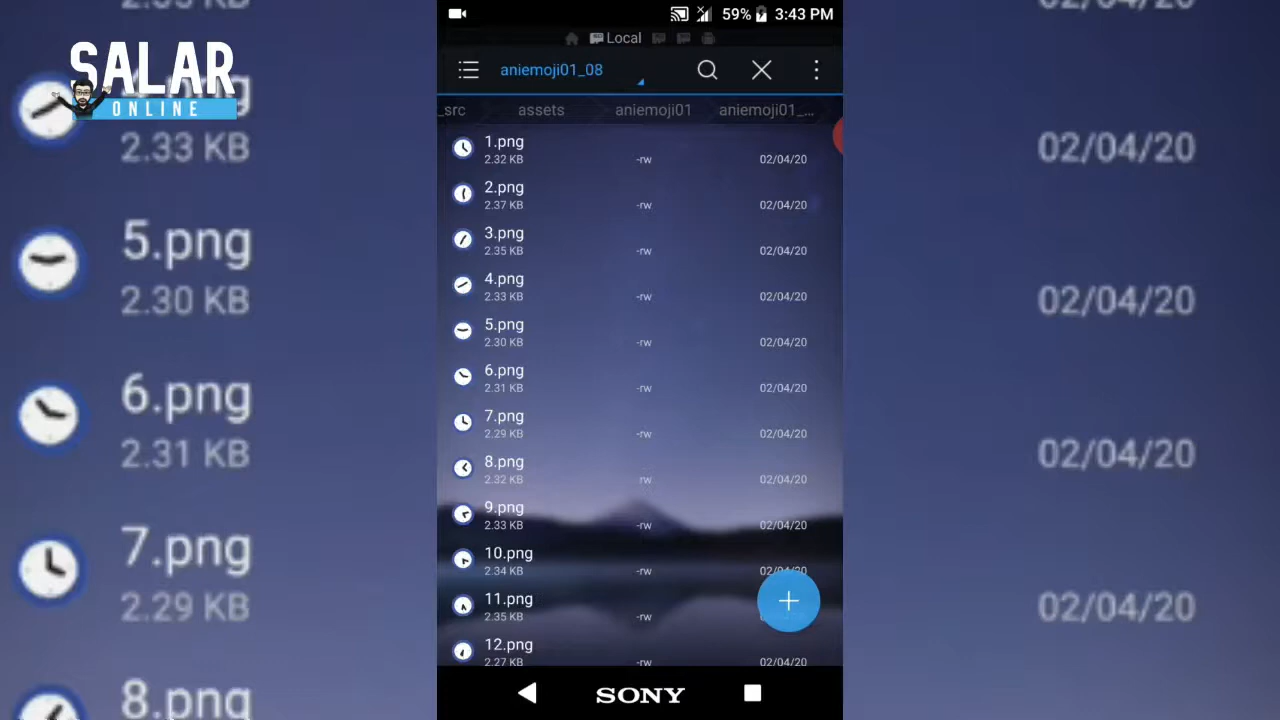 SALAR
ONLINE
59% 3:43 PM
Local
aniemoji01_08
_src assets aniemoji01 aniemoji01_...
1.png
2.32 KB -rw 02/04/20
2.png
2.37 KB -rw 02/04/20
3.png
2.35 KB -rw 02/04/20
4.png
2.33 KB -rw 02/04/20
5.png
2.30 KB -rw 02/04/20
6.png
2.31 KB -rw 02/04/20
7.png
2.29 KB -rw 02/04/20
8.png
2.32 KB rw 02/04/20
9.png
2.33 KB -rw 02/04/20
10.png
2.34 KB -rw 02/04/20
11.png
2.35 KB -rw 02/04/20
12.png
2.27 KB -rw 02/04/20
SONY
2.33 KB 02/04/20
5.png
2.30 KB 02/04/20
6.png
2.31 KB 02/04/20
7.png
2.29 KB 02/04/20
8.png